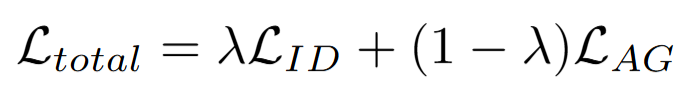 ℒ_{total} = λℒ_{ID} + (1 − λ)ℒ_{AG}